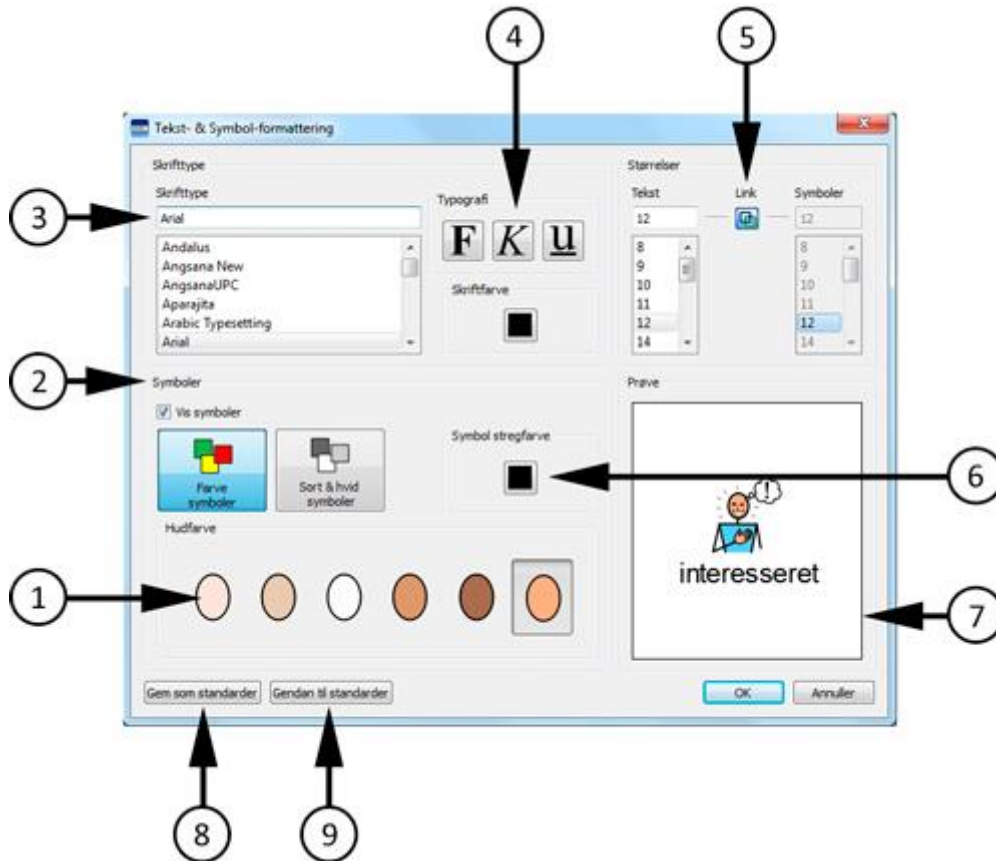 4
5
Tekst- & Symbol-formattering
Skrifttype
Skrifttype
3
Arial
Andalus
Angsana New
AngsanaUPC
Aparajita
Arabic Typesetting
Arial
Typografi
F K u
Skriftfarve
Størrelser
Tekst Link Symboler
12 12
8 8
9 9
10 10
11 11
12 12
14 14
2
Symboler
Vis symboler
Farve
symboler
Sort & hvid
symboler
Symbol stregfarve
6
Prøve
!
interesseret
7
Hudfarve
1
Gem som standarder Gendan til standarder OK Annuller
8
9